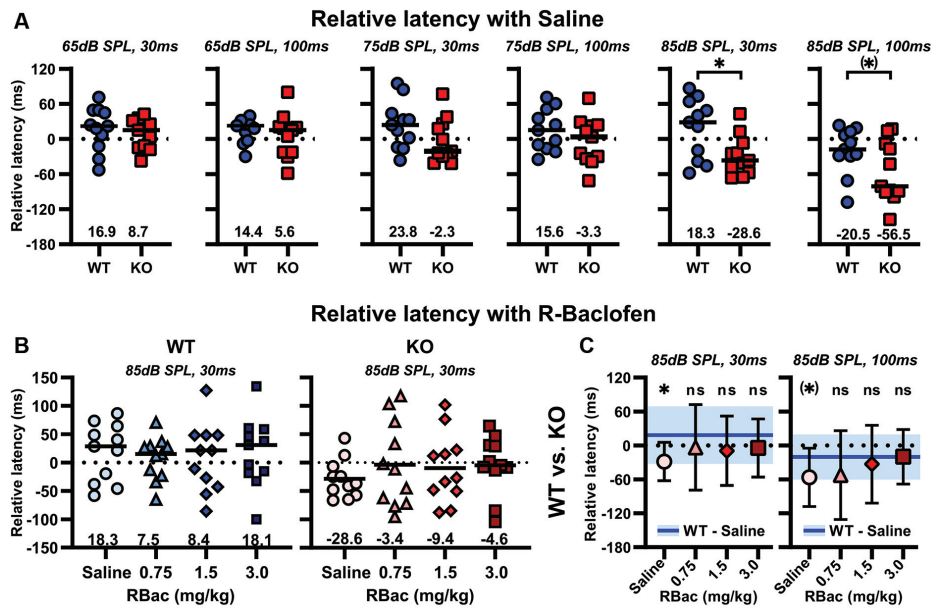 A
Relative latency with Saline
65dB SPL, 30ms 65dB SPL, 100ms 75dB SPL, 30ms 75dB SPL, 100ms 85dB SPL, 30ms 85dB SPL, 100ms
Relative latency (ms)
120
60
0
-60
-120
-180
* (*)
16.9 8.7 14.4 5.6 23.8 -2.3 15.6 -3.3 18.3 -28.6 -20.5 -56.5
WT KO WT KO WT KO WT KO WT KO WT KO
Relative latency with R-Baclofen
B
WT KO
85dB SPL, 30ms 85dB SPL, 30ms
Relative latency (ms)
150
100
50
0
-50
-100
-150
18.3 7.5 8.4 18.1 -28.6 -3.4 -9.4 -4.6
Saline 0.75 1.5 3.0 Saline 0.75 1.5 3.0
RBac (mg/kg) RBac (mg/kg)
C
WT vs. KO
85dB SPL, 30ms 85dB SPL, 100ms
Relative latency (ms)
120
60
0
-60
-120
-180
* ns ns ns (*) ns ns ns
WT - Saline WT - Saline
Saline 0.75 1.5 3.0 Saline 0.75 1.5 3.0
RBac (mg/kg) RBac (mg/kg)